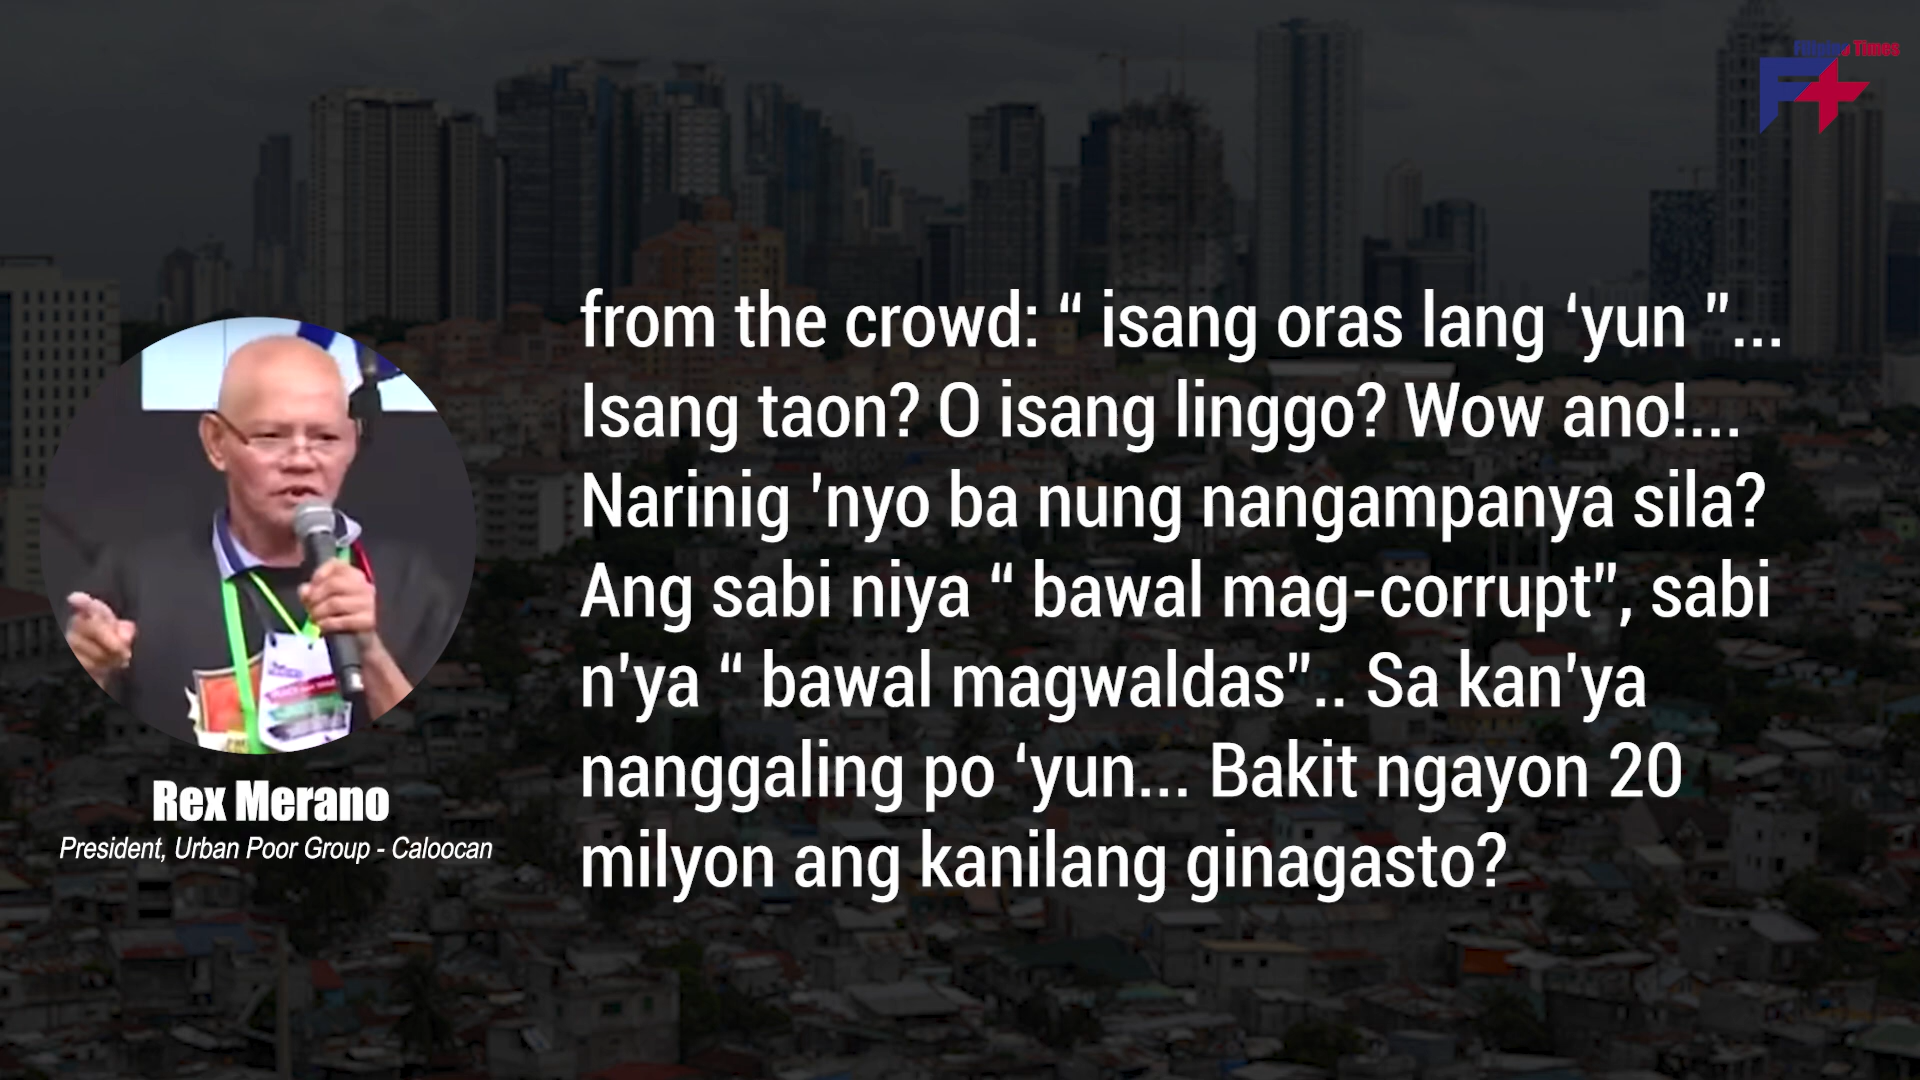 Filipino Times
from the crowd: “ isang oras lang ‘yun ”...
Isang taon? O isang linggo? Wow ano!...
Narinig 'nyo ba nung nangampanya sila?
Ang sabi niya “ bawal mag-corrupt”, sabi
n'ya “ bawal magwaldas”.. Sa kan'ya
nanggaling po ‘yun... Bakit ngayon 20
milyon ang kanilang ginagasto?
Rex Merano
President, Urban Poor Group - Caloocan